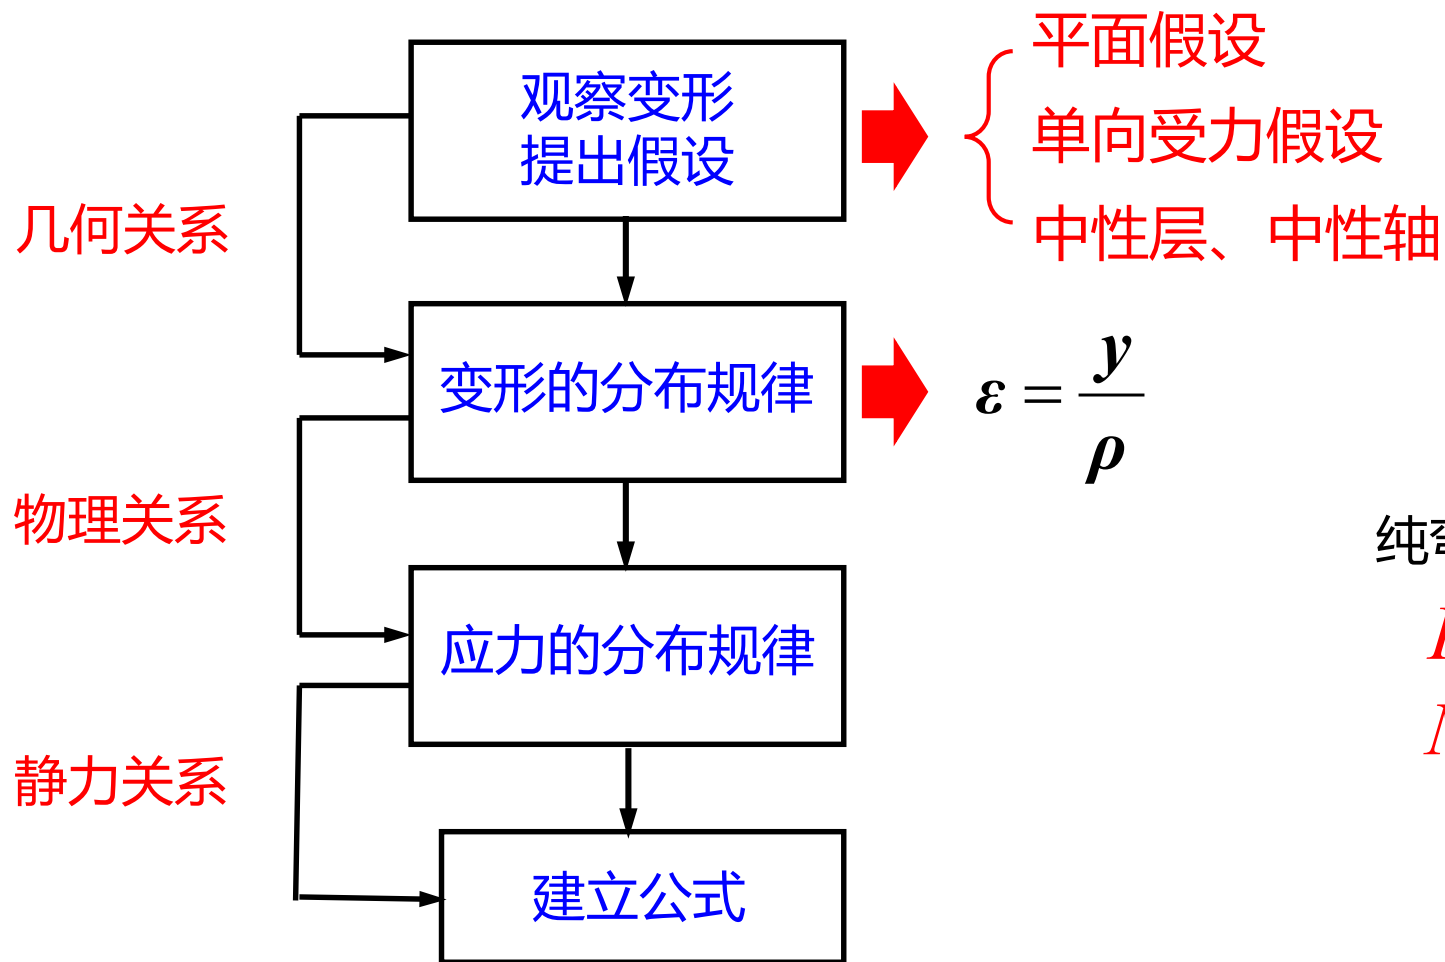 平面假设
观察变形
提出假设
单向受力假设
几何关系
中性层、中性轴
变形的分布规律
ε = y/ρ
物理关系
纯
应力的分布规律
静力关系
建立公式